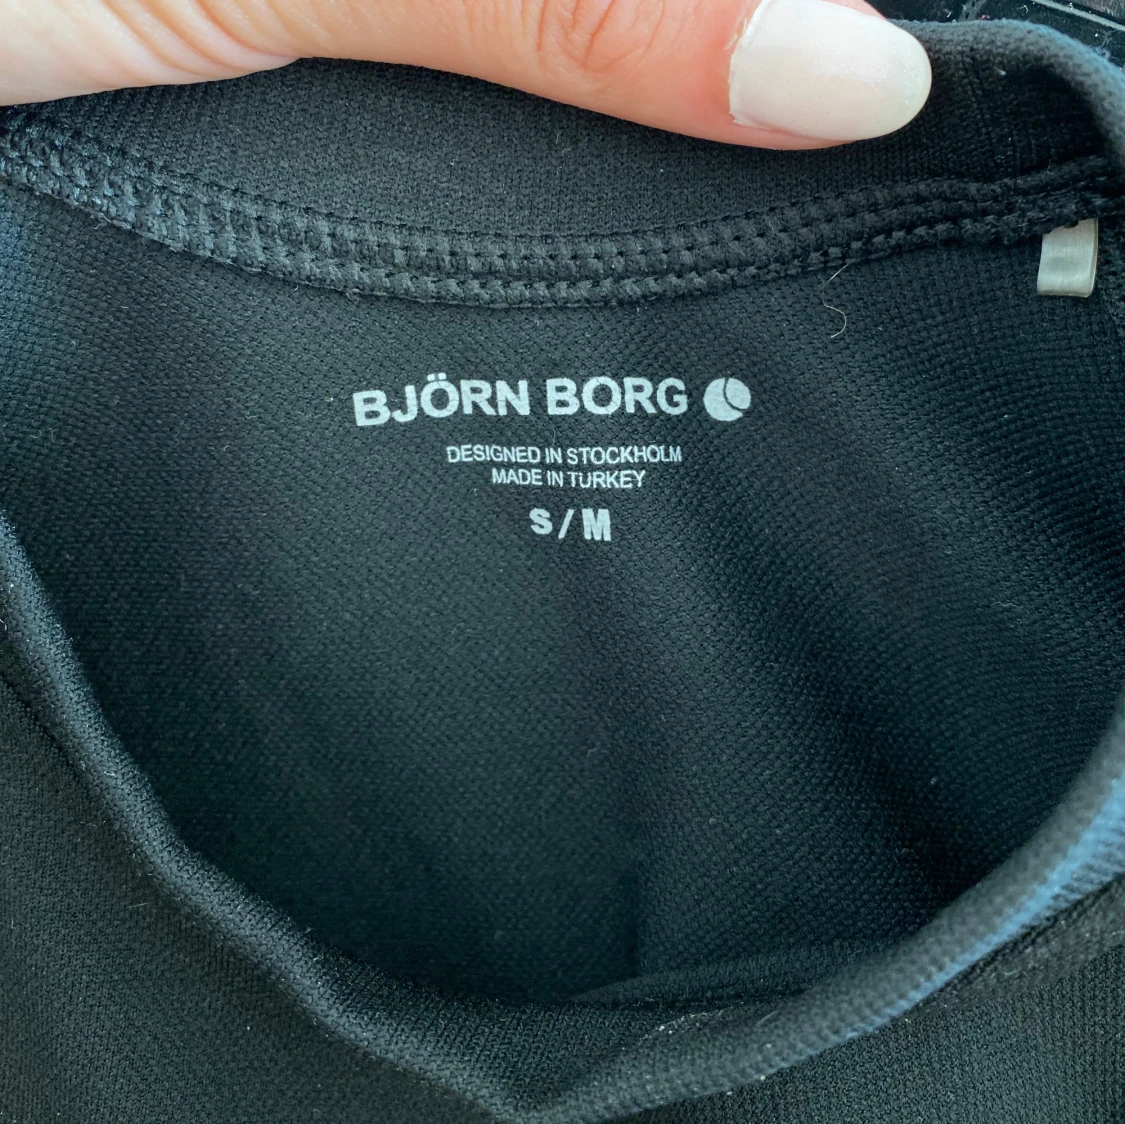 BJÖRN BORG
DESIGNED IN STOCKHOLM
MADE IN TURKEY
S / M